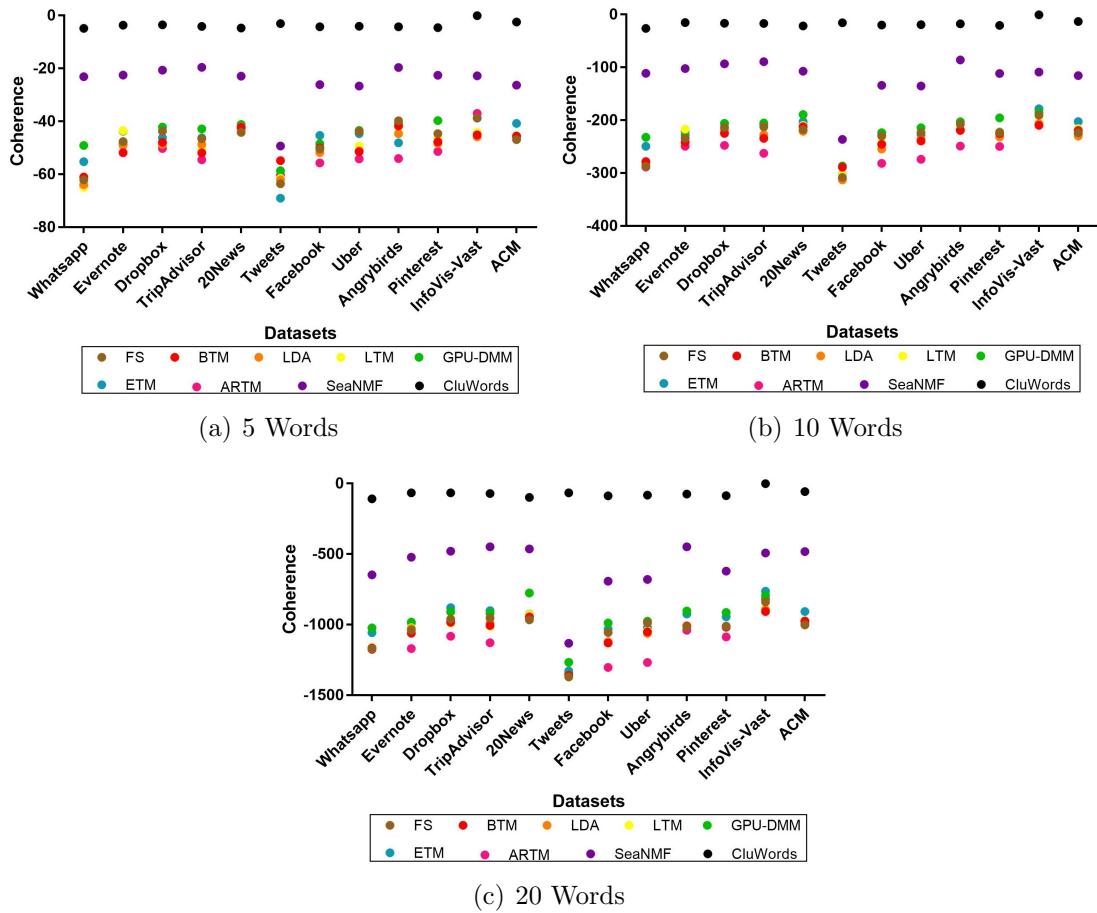 0
-20
-40
-60
-80
Coherence
Whatsapp
Evernote
Dropbox
TripAdvisor
20News
Tweets
Facebook
Uber
Angrybirds
Pinterest
InfoVis-Vast
ACM
Datasets
FS BTM LDA LTM GPU-DMM
ETM ARTM SeaNMF CluWords
(a) 5 Words
0
-100
-200
-300
-400
Coherence
Whatsapp
Evernote
Dropbox
TripAdvisor
20News
Tweets
Facebook
Uber
Angrybirds
Pinterest
InfoVis-Vast
ACM
Datasets
FS BTM LDA LTM GPU-DMM
ETM ARTM SeaNMF CluWords
(b) 10 Words
0
-500
-1000
-1500
Coherence
Whatsapp
Evernote
Dropbox
TripAdvisor
20News
Tweets
Facebook
Uber
Angrybirds
Pinterest
InfoVis-Vast
ACM
Datasets
FS BTM LDA LTM GPU-DMM
ETM ARTM SeaNMF CluWords
(c) 20 Words